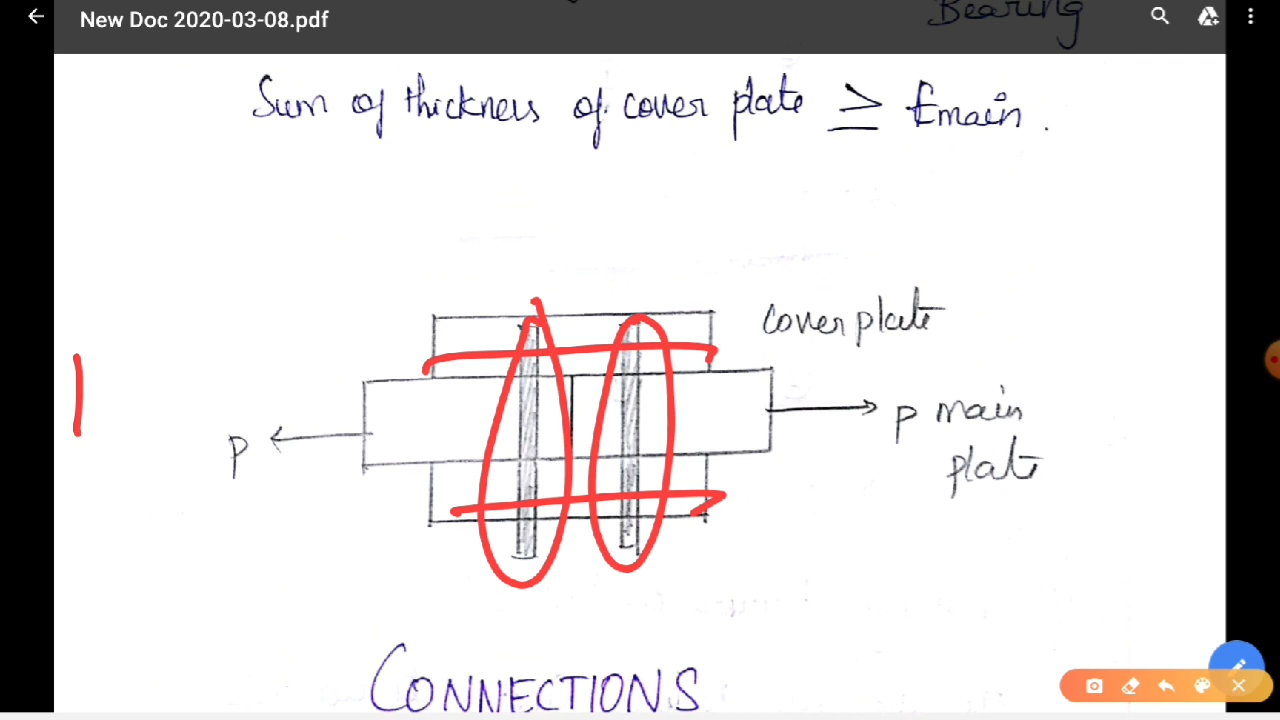 New Doc 2020-03-08.pdf
Bearing
Sum of thickness of cover plate ≥ tmain.
cover plate
P
P main
plate
CONNECTIONS